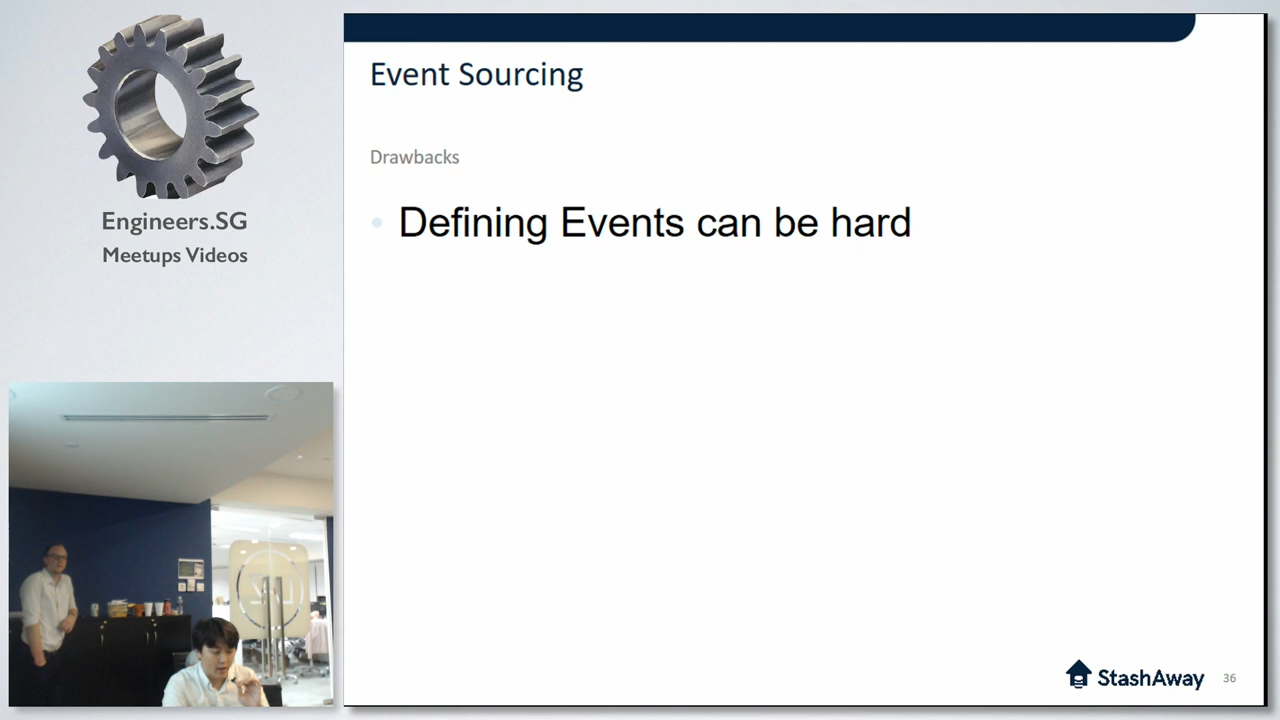 Engineers.SG
Meetups Videos
Event Sourcing
Drawbacks
Defining Events can be hard
StashAway
36